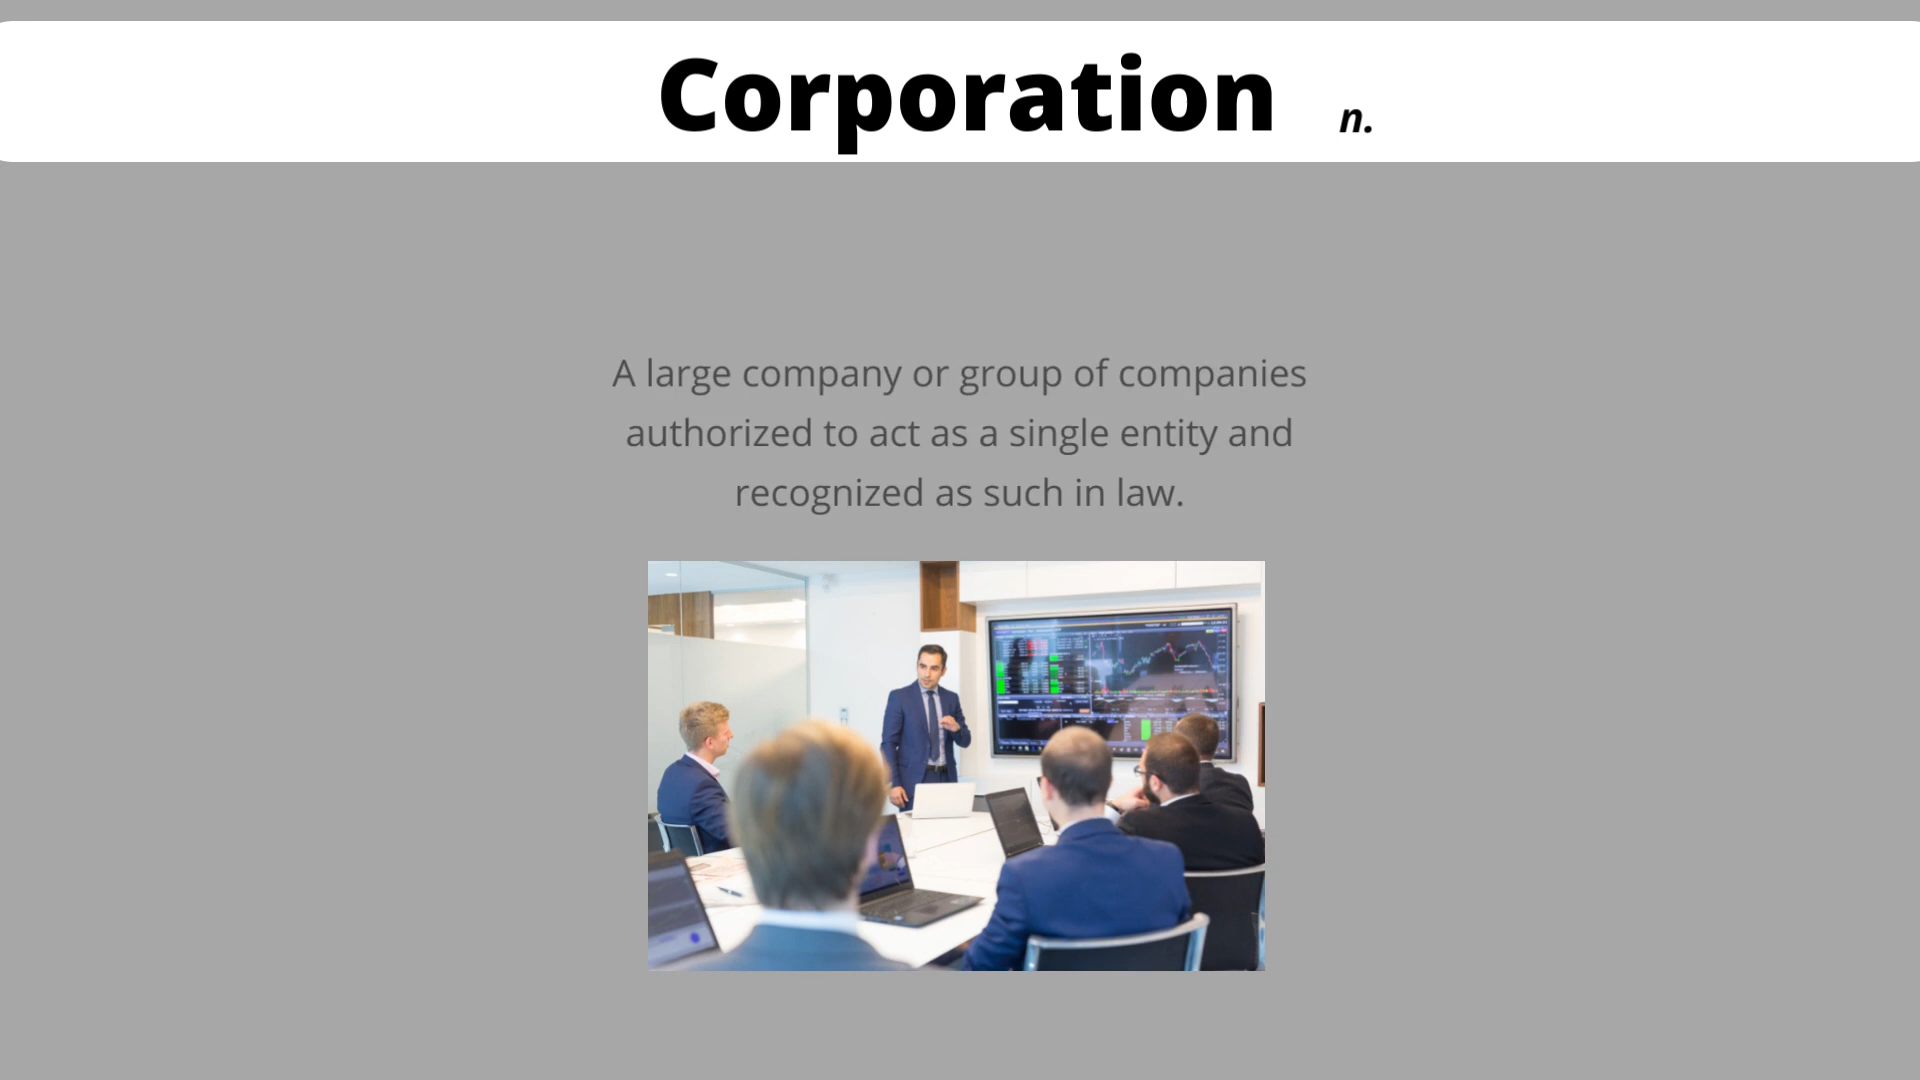 Corporation n.
A large company or group of companies
authorized to act as a single entity and
recognized as such in law.